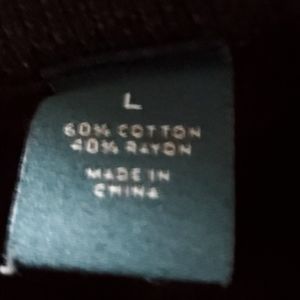 L
60% COTTON
40% RAYON
MADE IN
CHINA